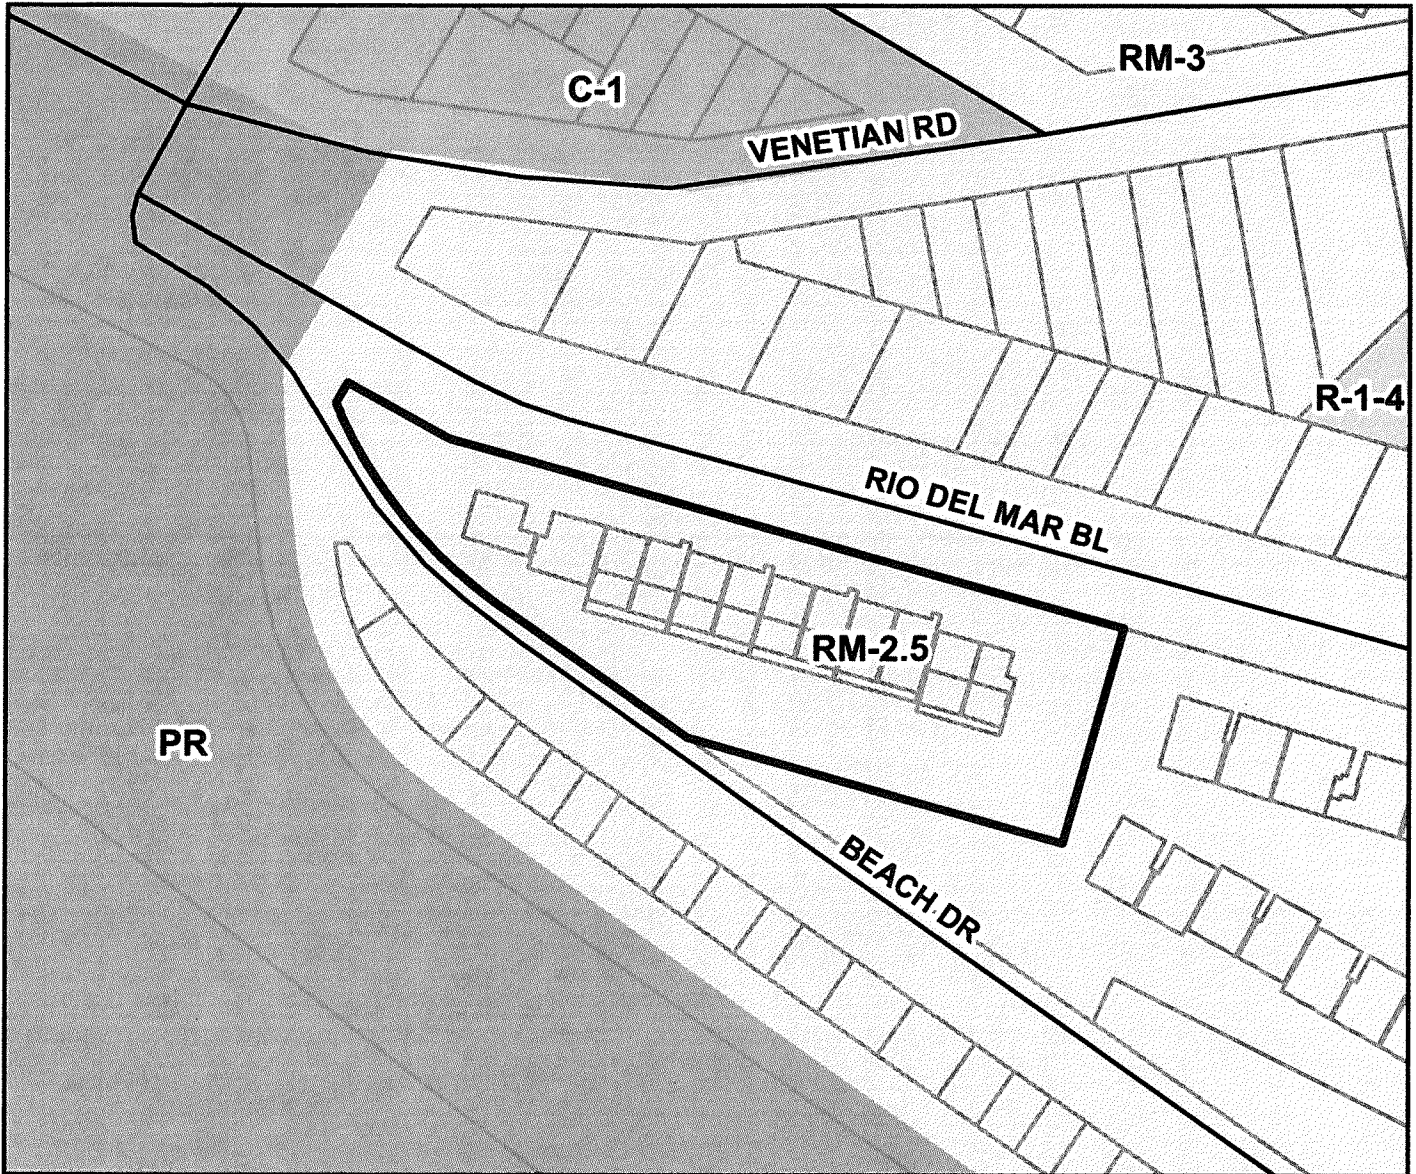 RM-3
C-1
VENETIAN RD
R-1-4
RIO DEL MAR BL
RM-2.5
PR
BEACH DR